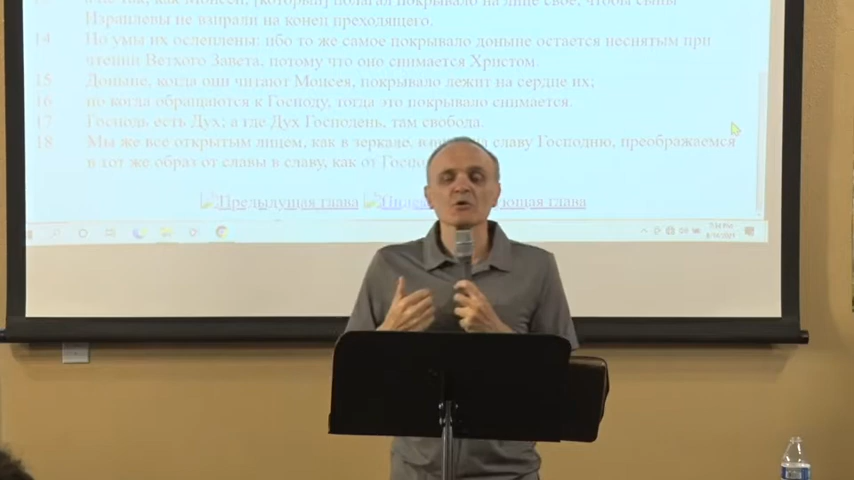 Израилевы не взирали на конец преходящего.
14 Но умы их ослеплены: ибо то же самое покрывало доныне остается неснятым при
чтении Ветхого Завета, потому что оно снимается Христом.
15 Доныне, когда они читают Моисея, покрывало лежит на сердце их;
16 но когда обращаются к Господу, тогда это покрывало снимается.
17 Господь есть Дух; а где Дух Господень, там свобода.
18 Мы же все открытым лицем, как в зеркале, славу Господню, преображаемся
в тот же образ от славы в славу, как от
Предыдущая глава глава